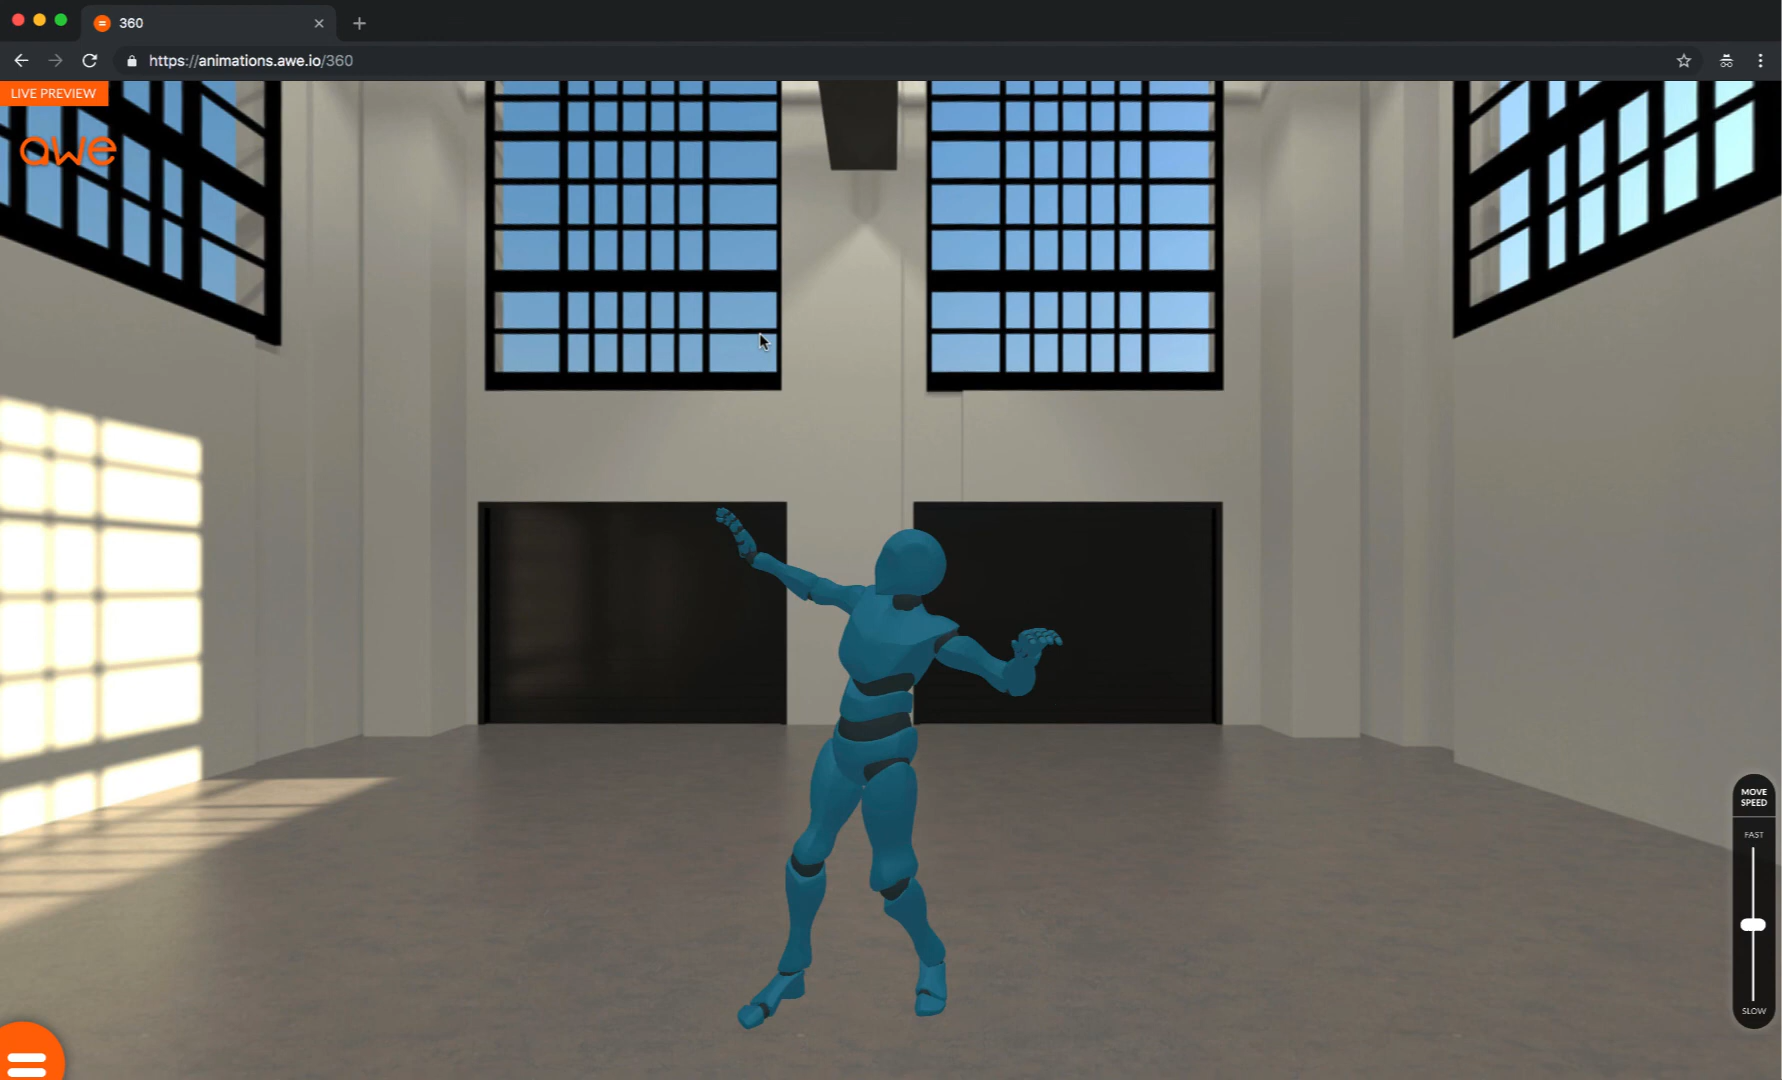 360
https://animations.awe.io/360
LIVE PREVIEW
awe
MOVE
SPEED
FAST
SLOW